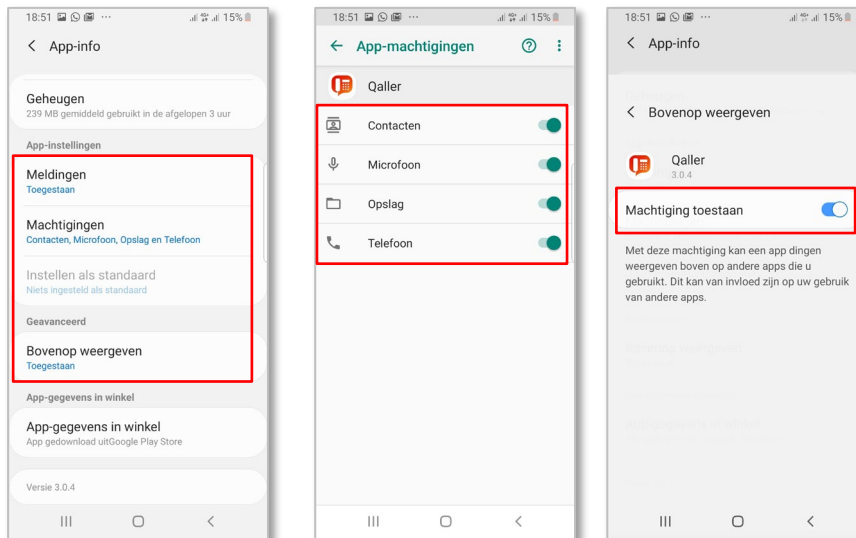 18:51 ... 4G+ 15%
App-info
Geheugen
239 MB gemiddeld gebruikt in de afgelopen 3 uur
App-instellingen
Meldingen
Toegestaan
Machtigingen
Contacten, Microfoon, Opslag en Telefoon
Instellen als standaard
Niets ingesteld als standaard
Geavanceerd
Bovenop weergeven
Toegestaan
App-gegevens in winkel
App-gegevens in winkel
App gedownload uitGoogle Play Store
Versie 3.0.4
18:51 ... 4G+ 15%
App-machtigingen
Qaller
Contacten
Microfoon
Opslag
Telefoon
18:51 ... 4G+ 15%
App-info
Bovenop weergeven
Qaller
3.0.4
Machtiging toestaan
Met deze machtiging kan een app dingen
weergeven boven op andere apps die u
gebruikt. Dit kan van invloed zijn op uw gebruik
van andere apps.